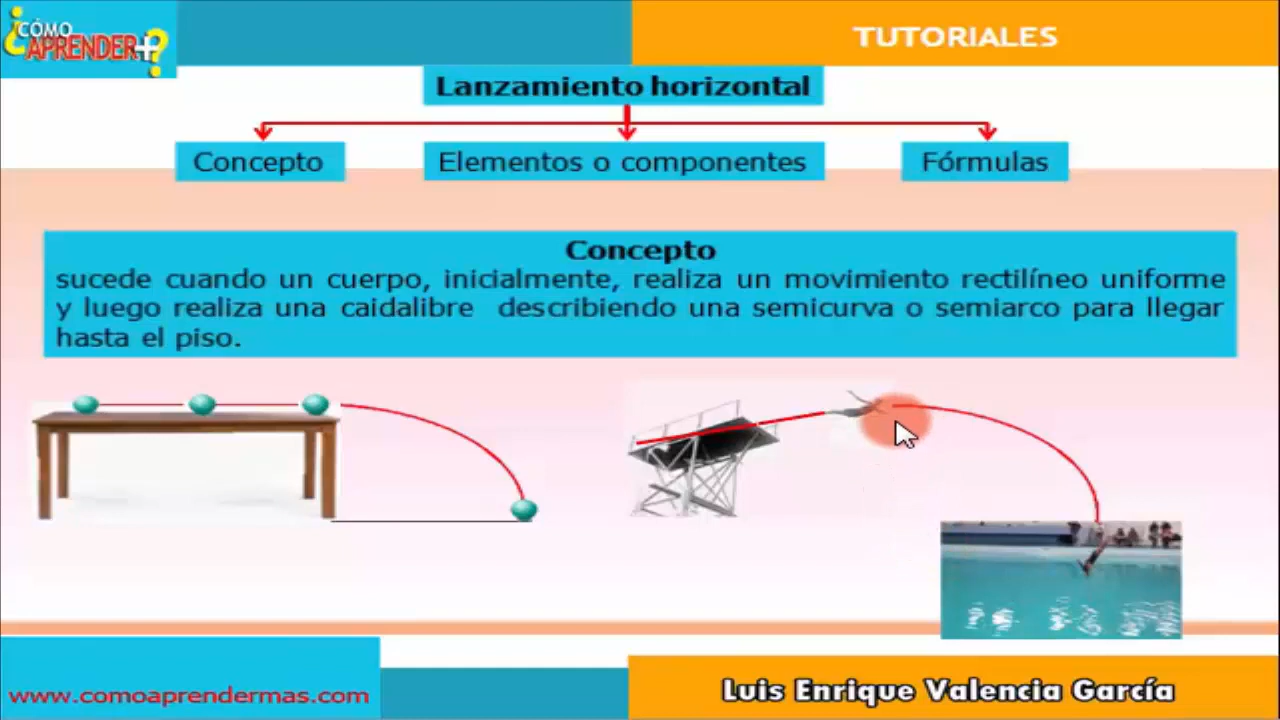 ¿CÓMO
APRENDER+?
TUTORIALES
Lanzamiento horizontal
Concepto
Elementos o componentes
Fórmulas
Concepto
sucede cuando un cuerpo, inicialmente, realiza un movimiento rectilíneo uniforme
y luego realiza una caidalibre describiendo una semicurva o semiarco para llegar
hasta el piso.
www.comoaprendermas.com
Luis Enrique Valencia García